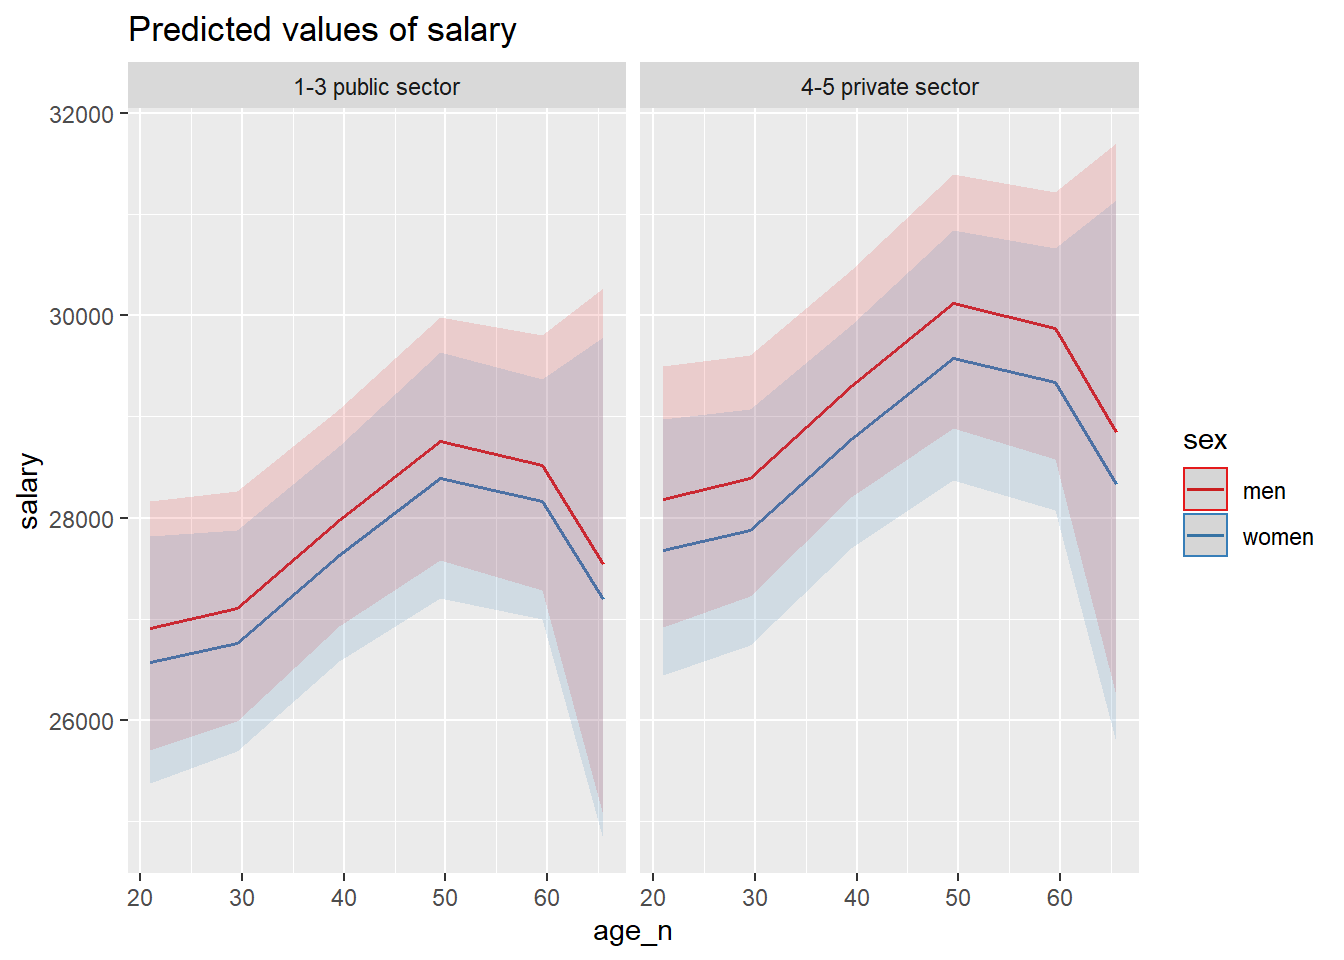 Predicted values of salary
1-3 public sector
4-5 private sector
32000
30000
28000
26000
salary
20 30 40 50 60
20 30 40 50 60
age_n
sex
men
women